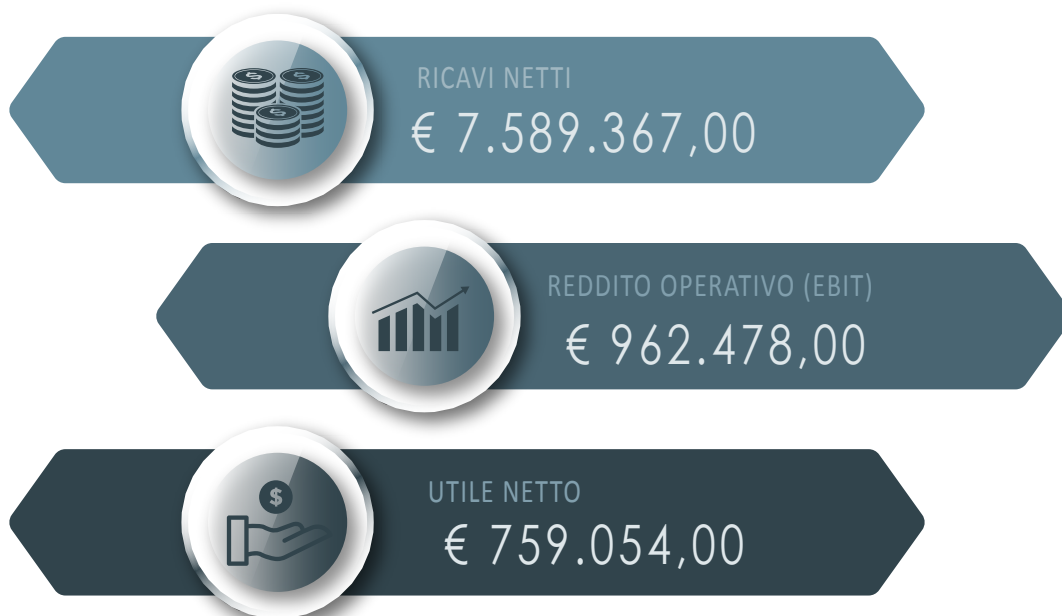 RICAVI NETTI
€ 7.589.367,00
REDDITO OPERATIVO (EBIT)
€ 962.478,00
$
UTILE NETTO
€ 759.054,00